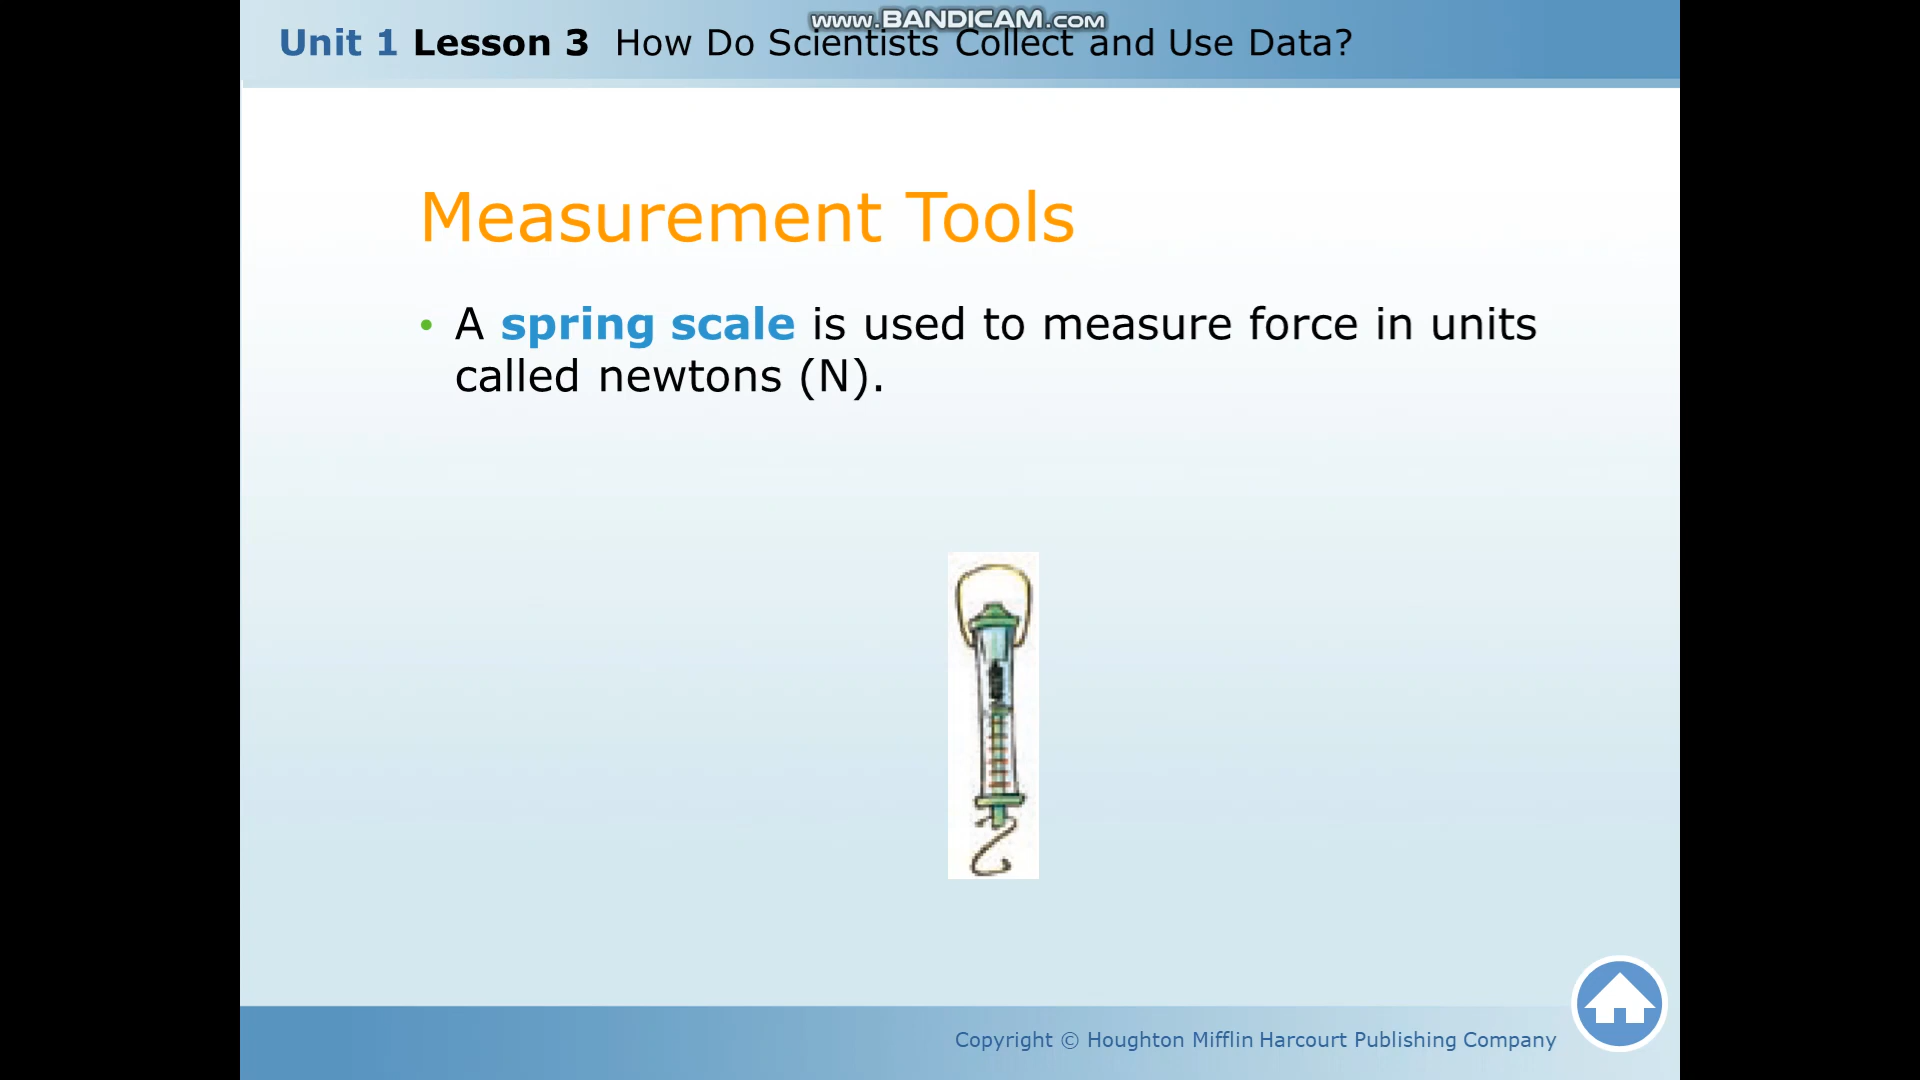 www.BANDICAM.com
Unit 1 Lesson 3 How Do Scientists Collect and Use Data?
Measurement Tools
• A spring scale is used to measure force in units
called newtons (N).
Copyright © Houghton Mifflin Harcourt Publishing Company